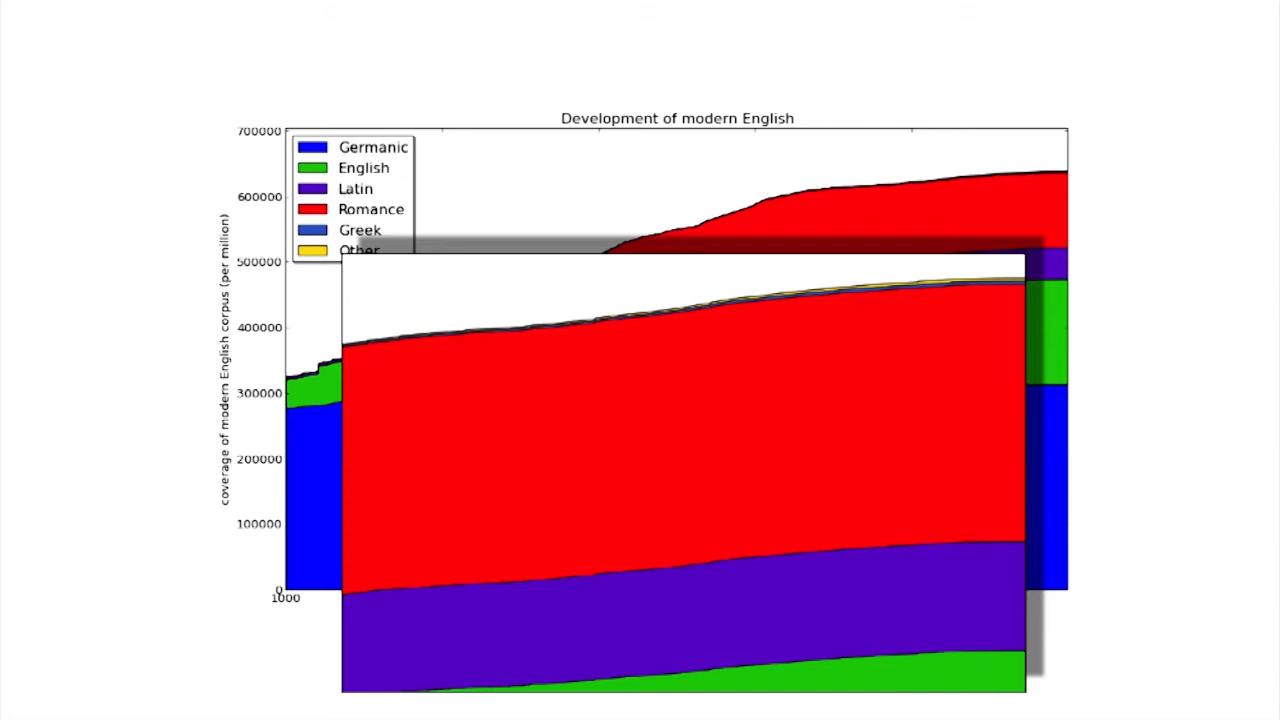 Development of modern English
700000
600000
500000
400000
300000
200000
100000
0
1000
coverage of modern English corpus (per million)
Germanic
English
Latin
Romance
Greek
Other